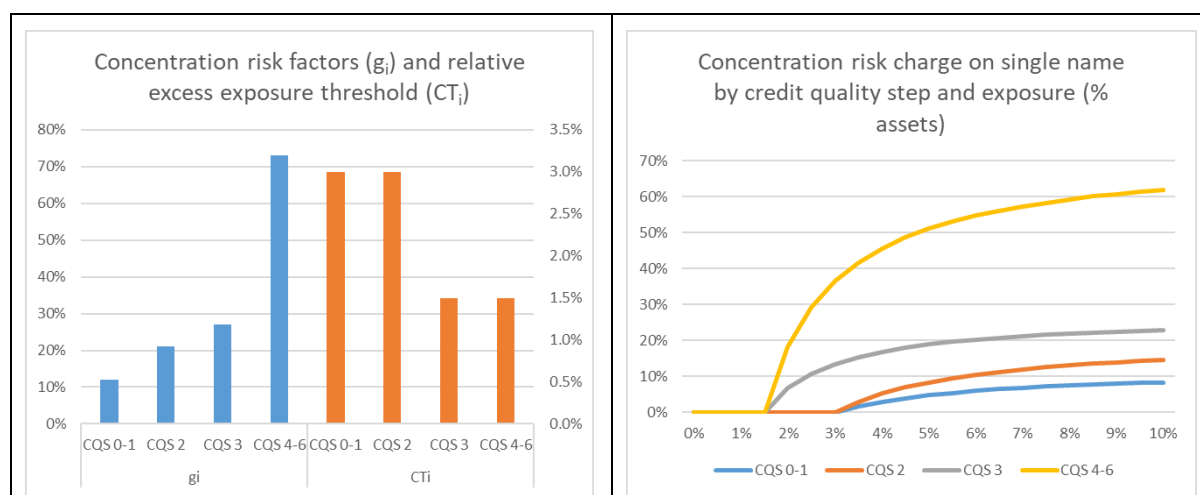 Concentration risk factors (gi) and relative
excess exposure threshold (CTi)
80%
70%
60%
50%
40%
30%
20%
10%
0%
3.5%
3.0%
2.5%
2.0%
1.5%
1.0%
0.5%
0.0%
CQS 0-1 CQS 2 CQS 3 CQS 4-6 CQS 0-1 CQS 2 CQS 3 CQS 4-6
gi CTi
Concentration risk charge on single name
by credit quality step and exposure (%
assets)
70%
60%
50%
40%
30%
20%
10%
0%
0% 1% 2% 3% 4% 5% 6% 7% 8% 9% 10%
CQS 0-1 CQS 2 CQS 3 CQS 4-6